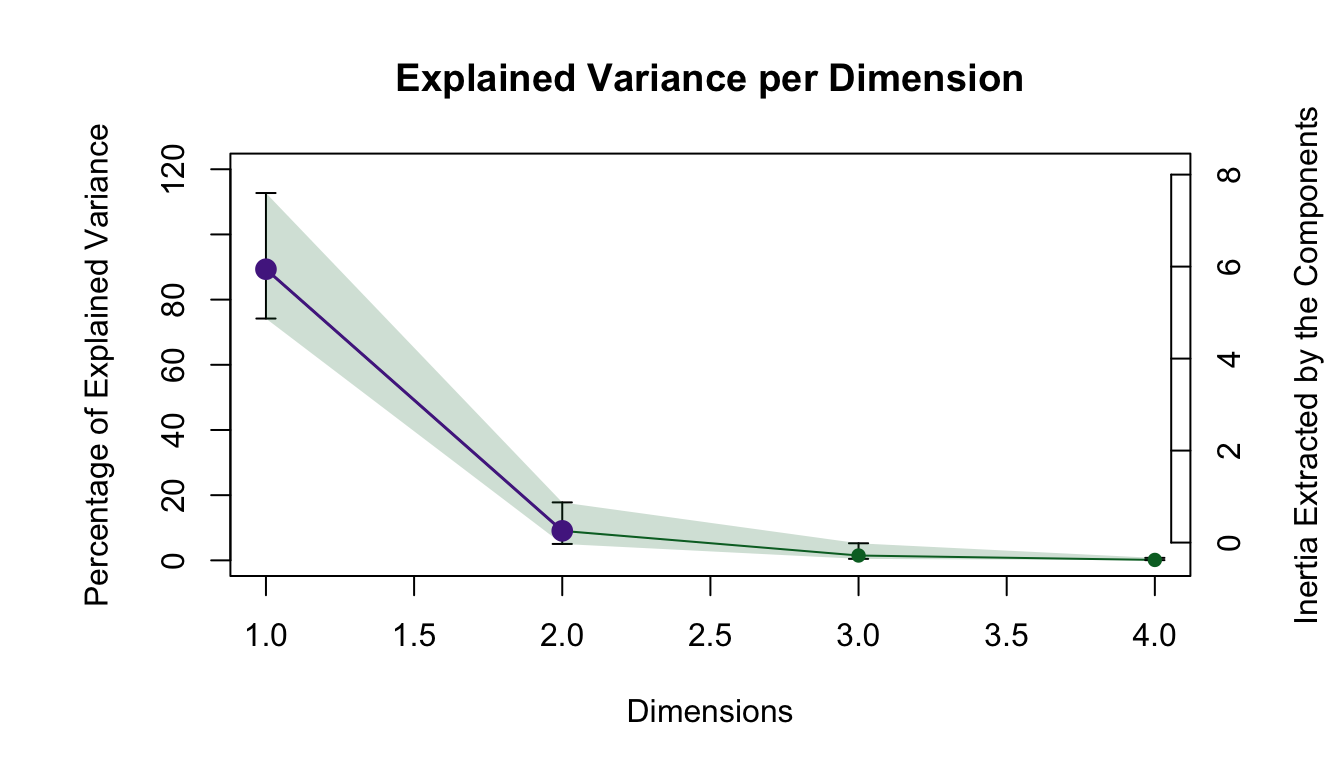 Explained Variance per Dimension
Percentage of Explained Variance
120
80
60
40
20
0
8
6
4
2
0
Inertia Extracted by the Components
1.0 1.5 2.0 2.5 3.0 3.5 4.0
Dimensions